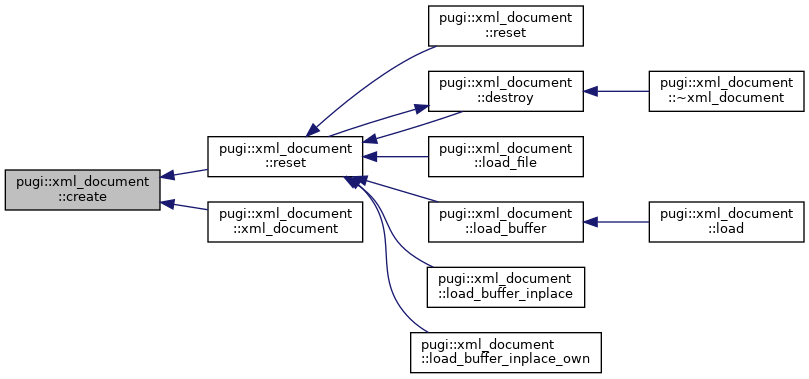 pugi::xml_document
::reset
pugi::xml_document
::destroy
pugi::xml_document
::~xml_document
pugi::xml_document
::reset
pugi::xml_document
::load_file
pugi::xml_document
::create
pugi::xml_document
::xml_document
pugi::xml_document
::load_buffer
pugi::xml_document
::load
pugi::xml_document
::load_buffer_inplace
pugi::xml_document
::load_buffer_inplace_own